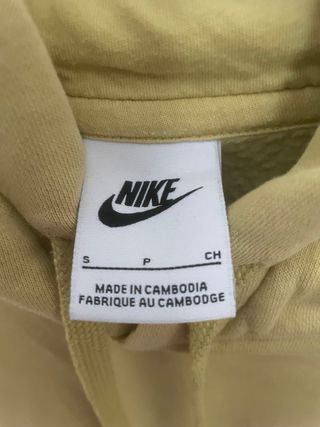 NIKE
S P CH
MADE IN CAMBODIA
FABRIQUE AU CAMBODGE